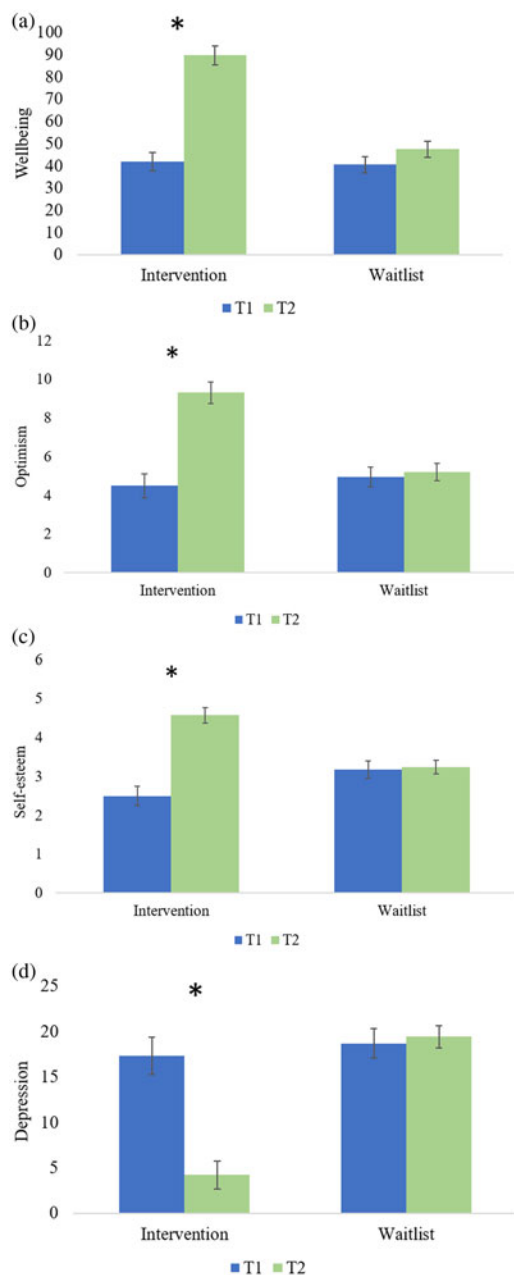 (a)
*
Wellbeing
100
90
80
70
60
50
40
30
20
10
0
Intervention Waitlist
T1 T2
(b)
*
Optimism
12
10
8
6
4
2
0
Intervention Waitlist
T1 T2
(c)
*
Self-esteem
6
5
4
3
2
1
0
Intervention Waitlist
T1 T2
(d)
*
Depression
25
20
15
10
5
0
Intervention Waitlist
T1 T2